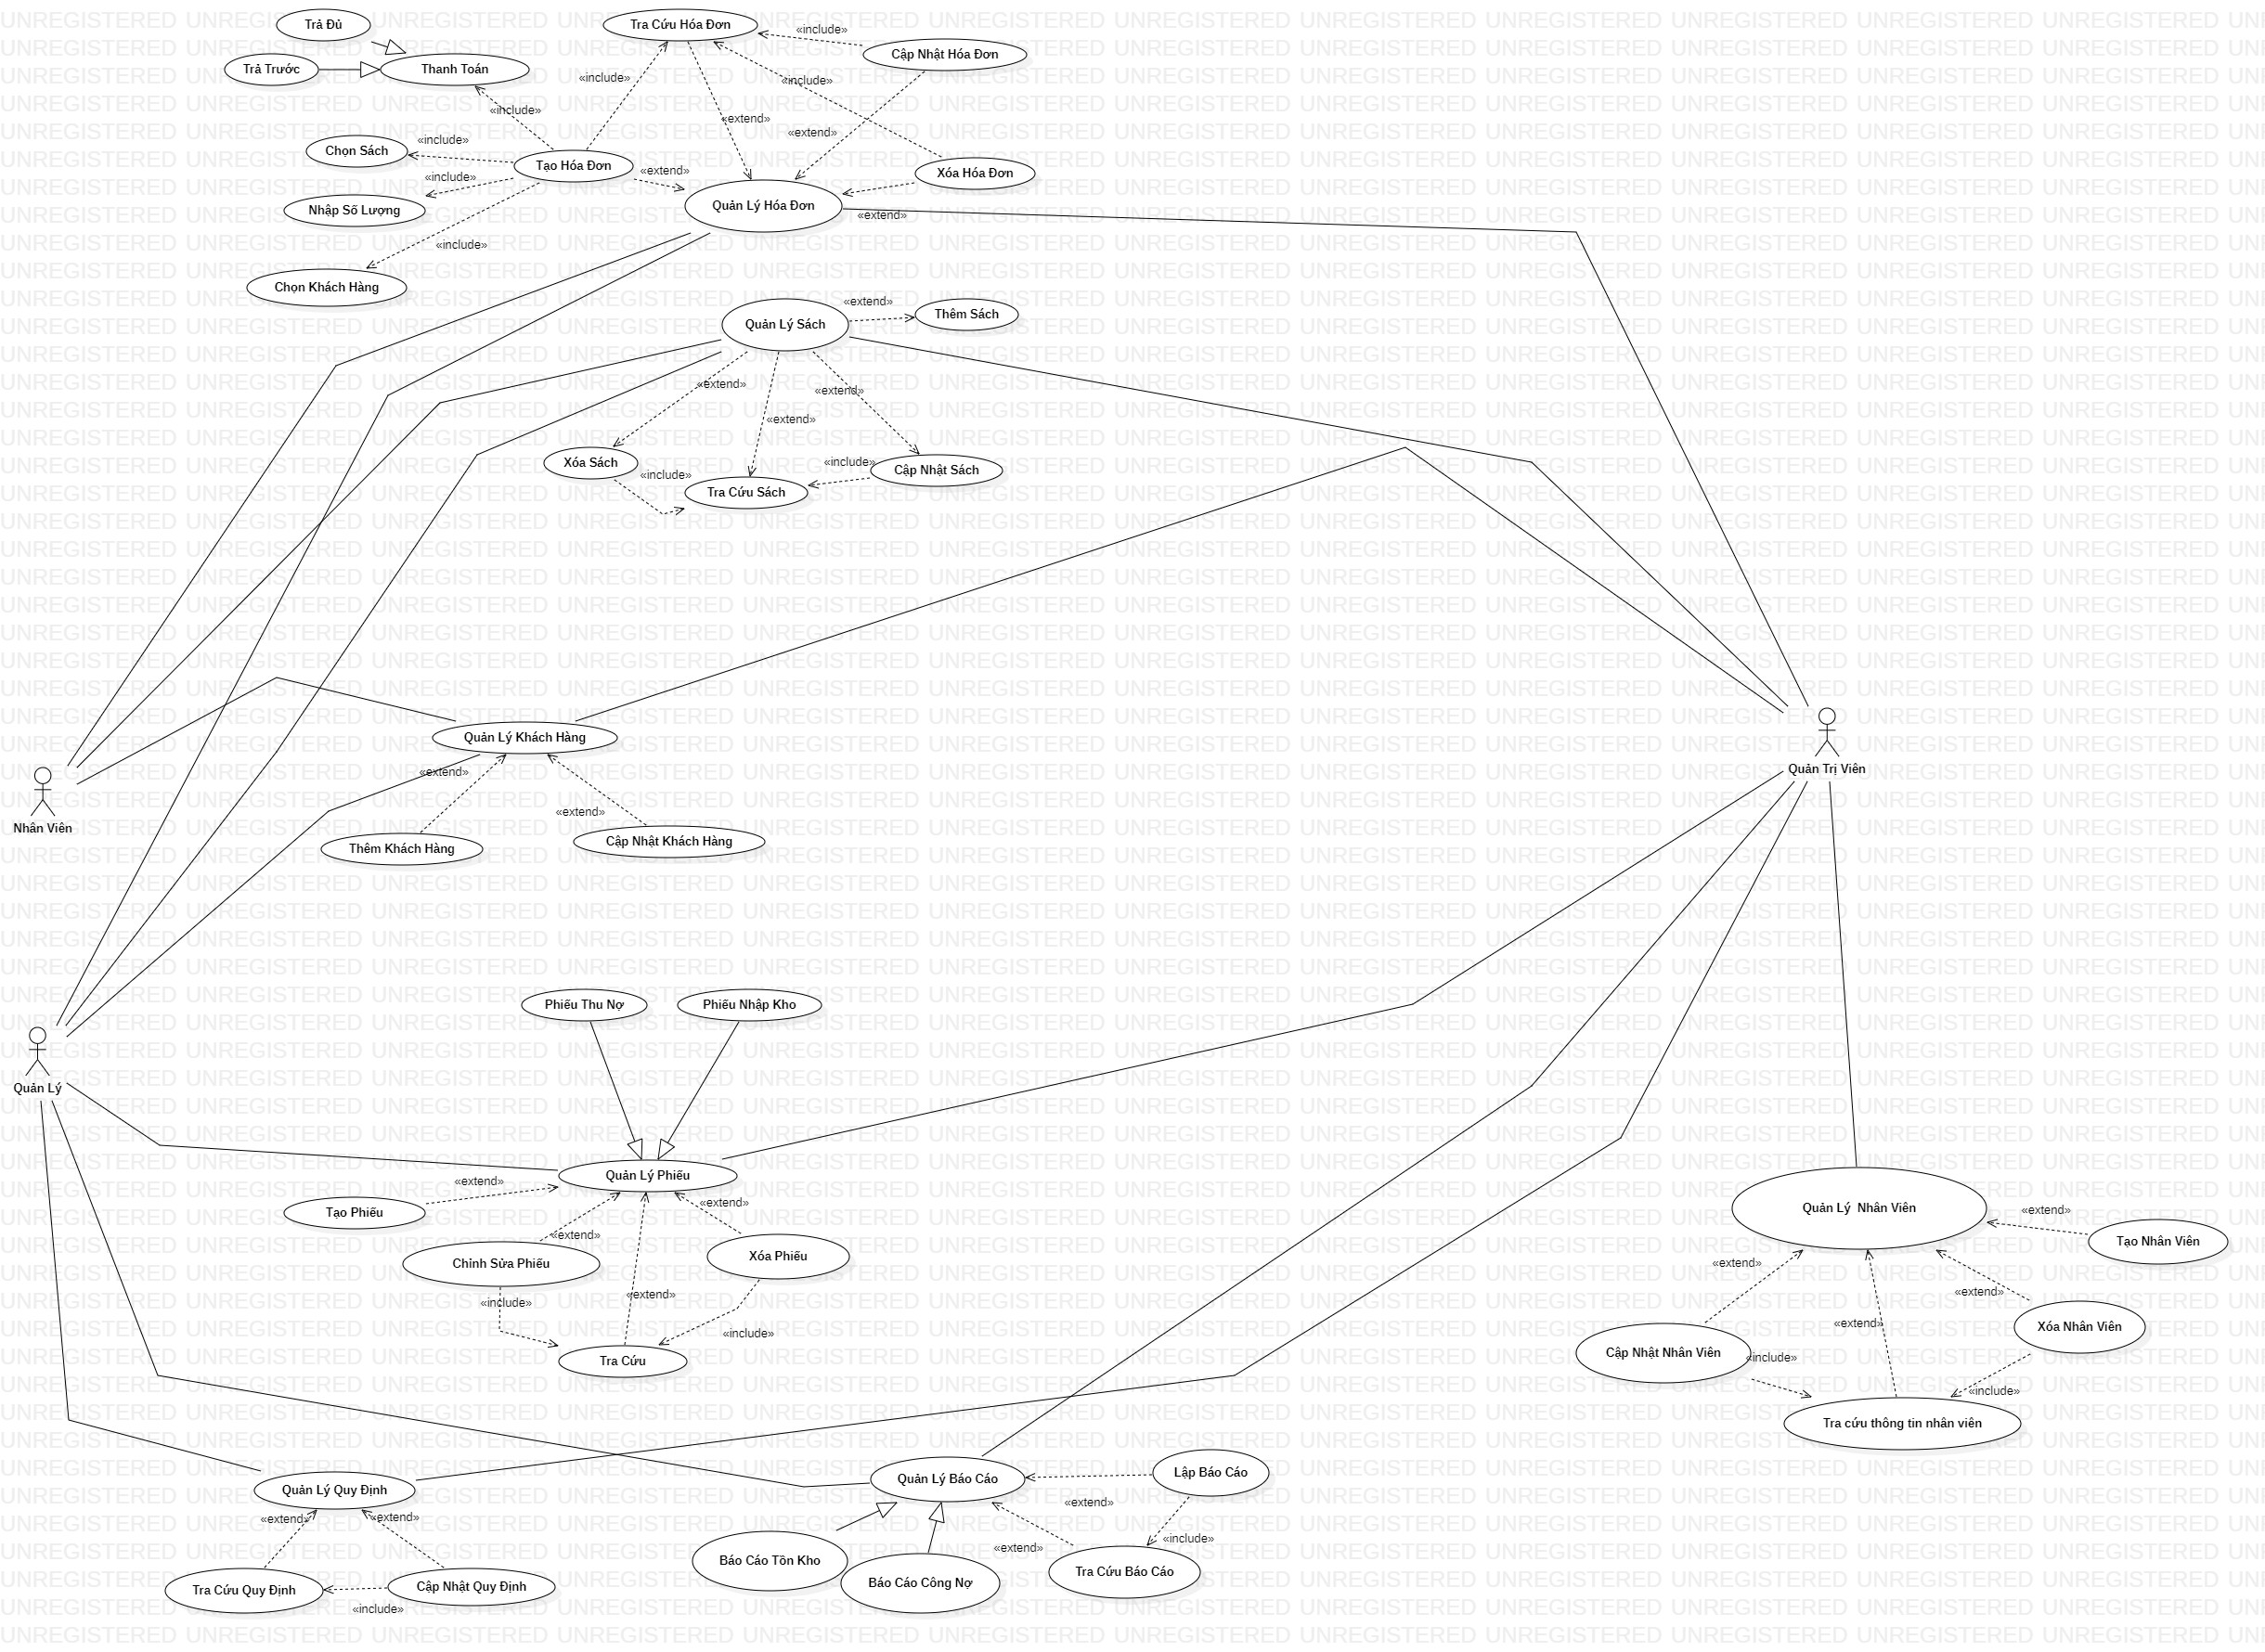 Trả Đủ
Trả Trước
Thanh Toán
Tra Cứu Hóa Đơn
«include»
Cập Nhật Hóa Đơn
«include»
«include»
«include»
«extend»
«extend»
Chọn Sách
«include»
Tạo Hóa Đơn
«extend»
Xóa Hóa Đơn
«include»
Nhập Số Lượng
Quản Lý Hóa Đơn
«extend»
«include»
Chọn Khách Hàng
Quản Lý Sách
«extend»
Thêm Sách
«extend»
«extend»
«extend»
Xóa Sách
«include»
«include»
Cập Nhật Sách
Tra Cứu Sách
Quản Lý Khách Hàng
«extend»
«extend»
Thêm Khách Hàng
Cập Nhật Khách Hàng
Nhân Viên
Quản Trị Viên
Quản Lý
Phiếu Thu Nợ
Phiếu Nhập Kho
Quản Lý Phiếu
«extend»
Tạo Phiếu
«extend»
«extend»
Chỉnh Sửa Phiếu
Xóa Phiếu
«include»
«extend»
«include»
Tra Cứu
Quản Lý  Nhân Viên
«extend»
Tạo Nhân Viên
«extend»
«extend»
«extend»
Xóa Nhân Viên
Cập Nhật Nhân Viên
«include»
«include»
Tra cứu thông tin nhân viên
Quản Lý Quy Định
«extend»
«extend»
Tra Cứu Quy Định
Cập Nhật Quy Định
«include»
Quản Lý Báo Cáo
Lập Báo Cáo
«extend»
«include»
«extend»
Báo Cáo Tồn Kho
Báo Cáo Công Nợ
Tra Cứu Báo Cáo
UNREGISTERED